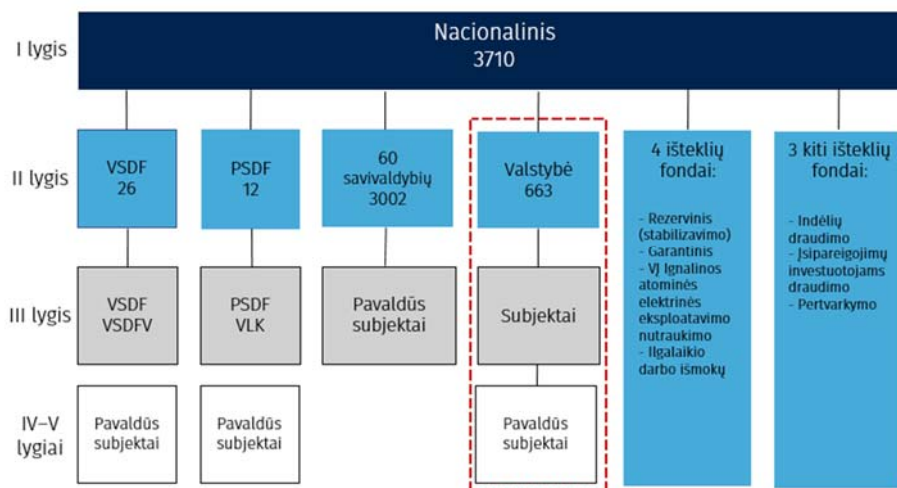 I lygis
Nacionalinis
3710
II lygis
VSDF
26
PSDF
12
60
savivaldybių
3002
Valstybė
663
4 išteklių
fondai:
- Rezervinis
(stabilizavimo)
- Garantinis
- VĮ Ignalinos
atominės
elektrinės
eksploatavimo
nutraukimo
- Ilgalaikio
darbo išmokų
3 kiti išteklių
fondai:
- Indėlių
draudimo
- Įsipareigojimų
investuotojams
draudimo
- Pertvarkymo
III lygis
VSDF
VSDFV
PSDF
VLK
Pavaldūs
subjektai
Subjektai
IV–V
lygiai
Pavaldūs
subjektai
Pavaldūs
subjektai
Pavaldūs
subjektai